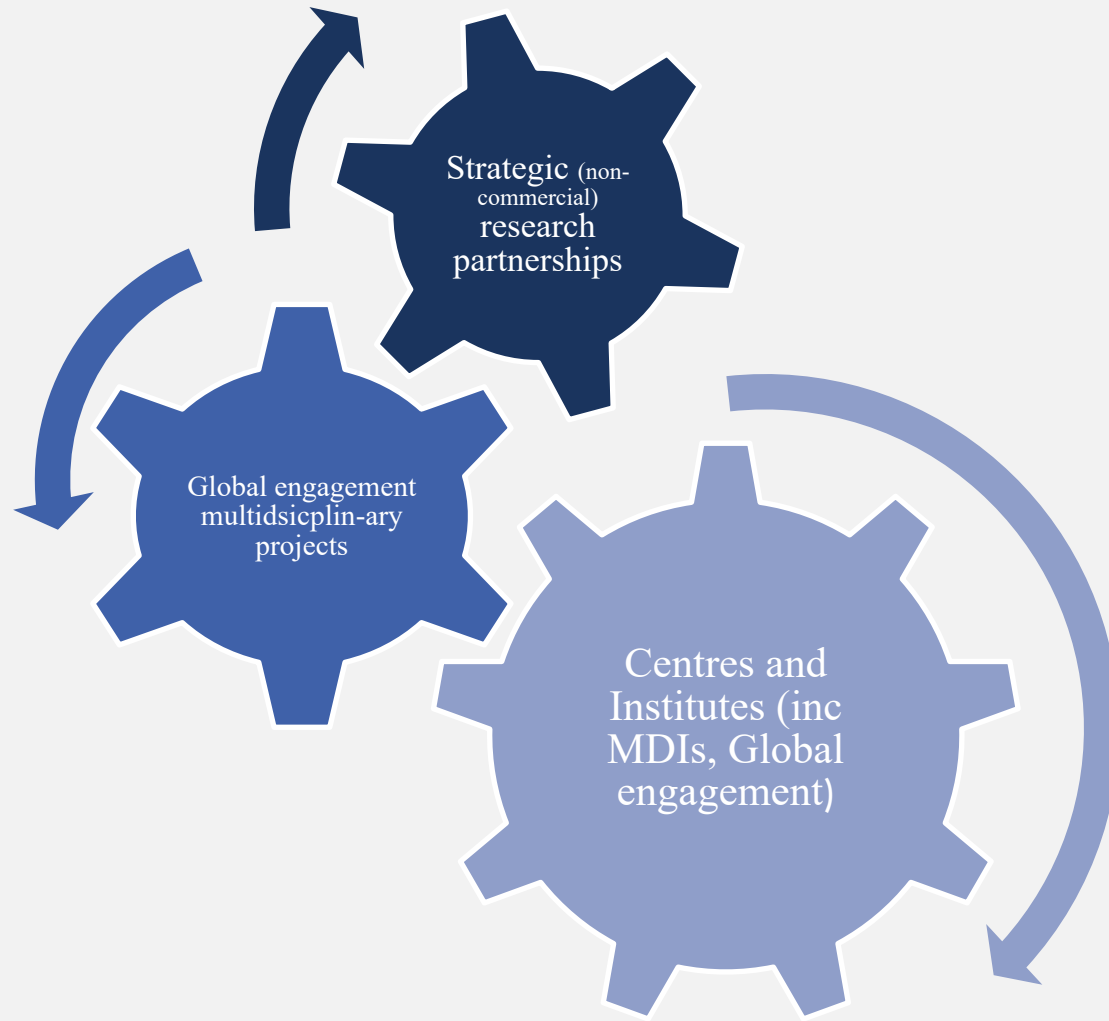 Strategic (non-
commercial)
research
partnerships
Global engagement
multidsicplin-ary
projects
Centres and
Institutes (inc
MDIs, Global
engagement)